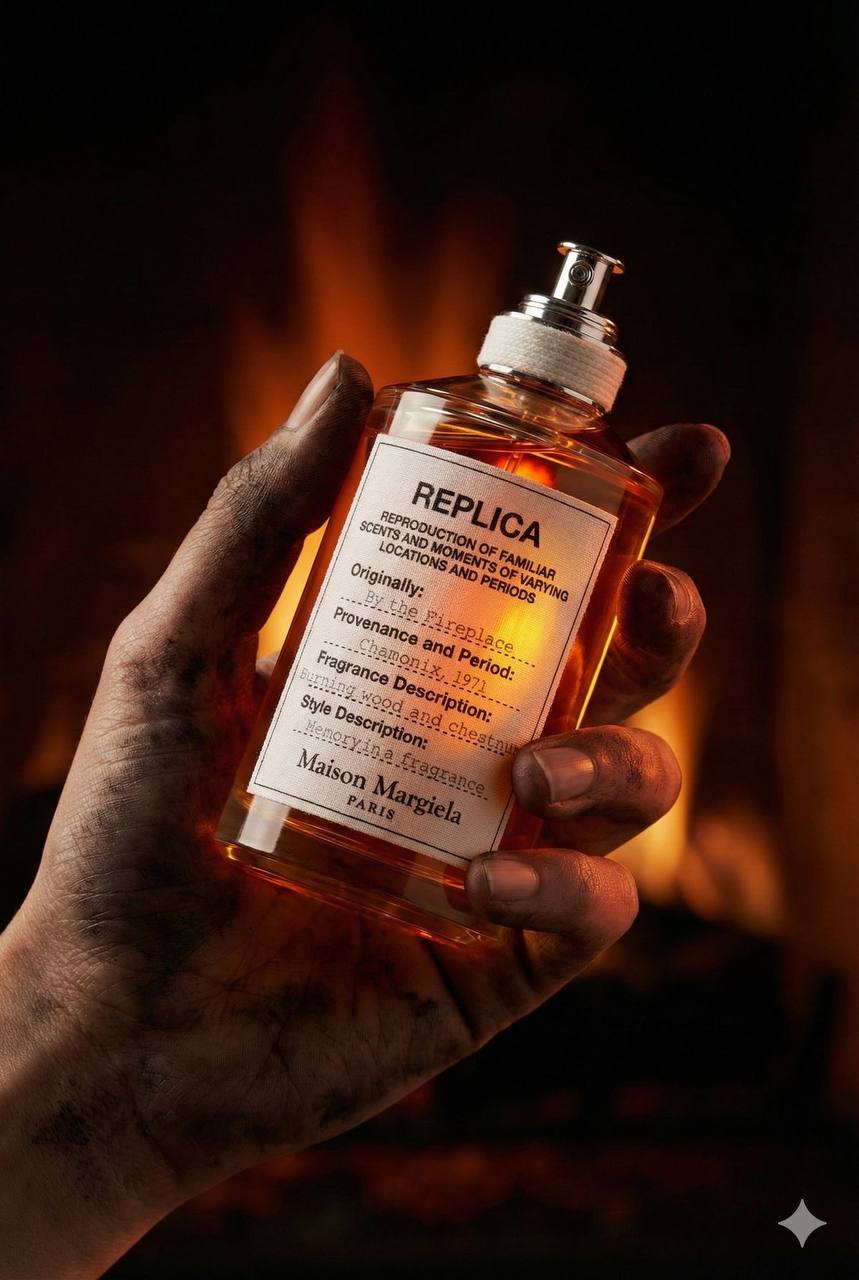 REPLICA
REPRODUCTION OF FAMILIAR
SCENTS AND MOMENTS OF VARYING
LOCATIONS AND PERIODS
Originally:
By the Fireplace
Provenance and Period:
Chamonix, 1971
Fragrance Description:
Burning wood and chestnu
Style Description:
Memory in a fragrance
Maison Margiela
PARIS